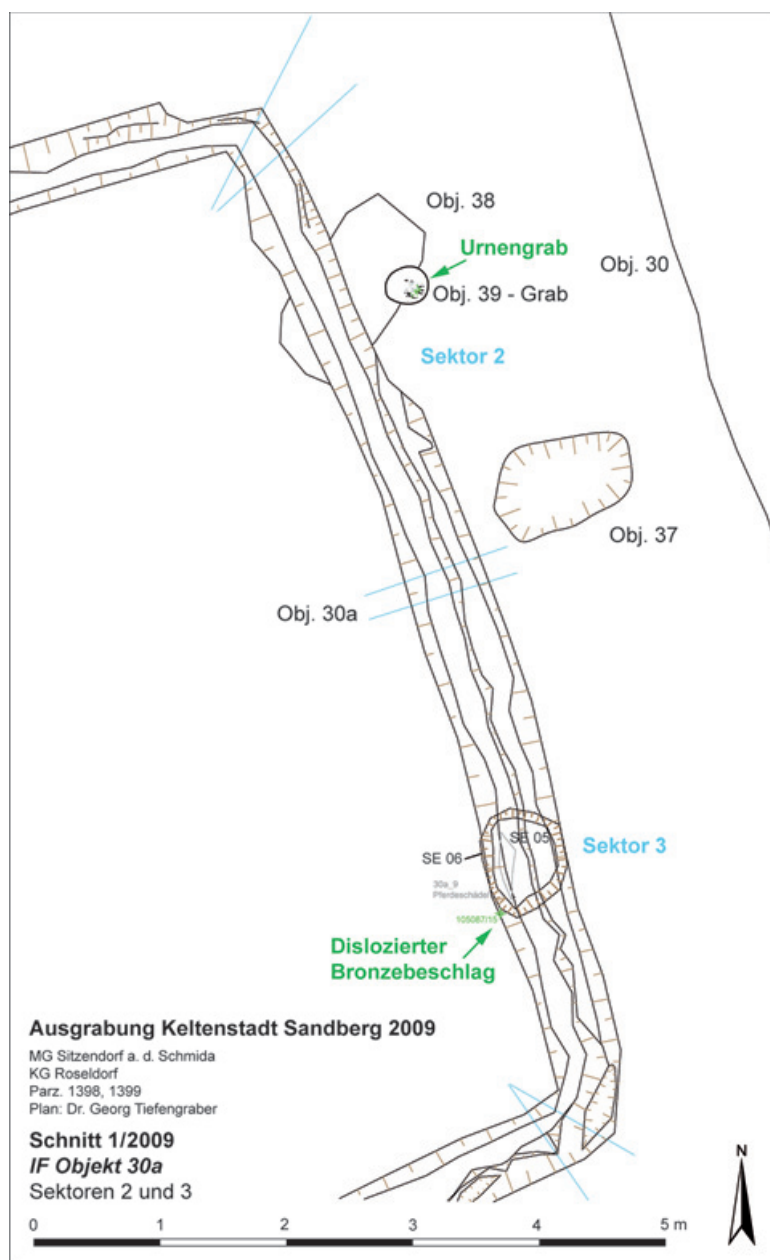 Obj. 38
Urnengrab
Obj. 30
Obj. 39 - Grab
Sektor 2
Obj. 37
Obj. 30a
SE 05
Sektor 3
SE 06
30a_9
Pferdeschädel
105087/15
Dislozierter
Bronzebeschlag
Ausgrabung Keltenstadt Sandberg 2009
MG Sitzendorf a. d. Schmida
KG Roseldorf
Parz. 1398, 1399
Plan: Dr. Georg Tiefengraber
Schnitt 1/2009
IF Objekt 30a
Sektoren 2 und 3
N
0 1 2 3 4 5 m